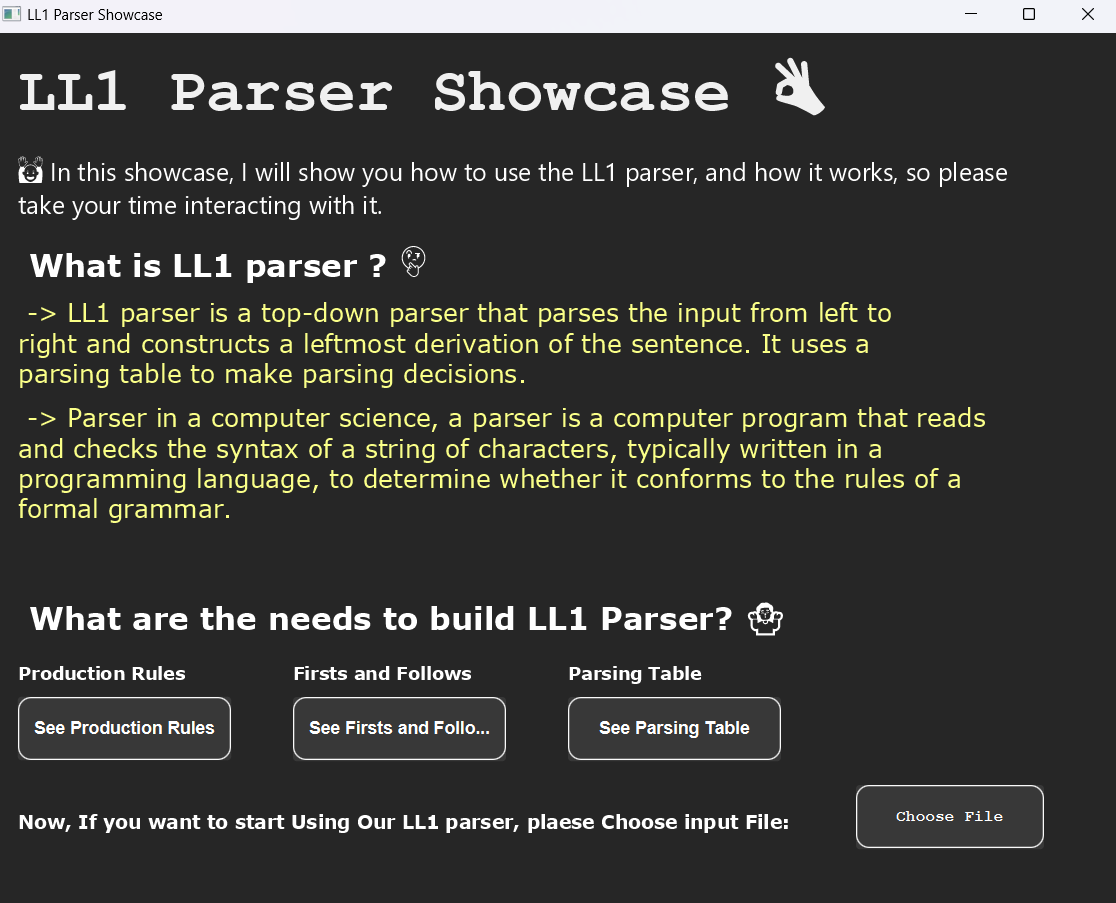 LL1 Parser Showcase
LL1 Parser Showcase 👌
🙌 In this showcase, I will show you how to use the LL1 parser, and how it works, so please
take your time interacting with it.
What is LL1 parser ? 🤔
-> LL1 parser is a top-down parser that parses the input from left to
right and constructs a leftmost derivation of the sentence. It uses a
parsing table to make parsing decisions.
-> Parser in a computer science, a parser is a computer program that reads
and checks the syntax of a string of characters, typically written in a
programming language, to determine whether it conforms to the rules of a
formal grammar.
What are the needs to build LL1 Parser? 🤷
Production Rules
Firsts and Follows
Parsing Table
See Production Rules
See Firsts and Follo...
See Parsing Table
Now, If you want to start Using Our LL1 parser, plaese Choose input File:
Choose File